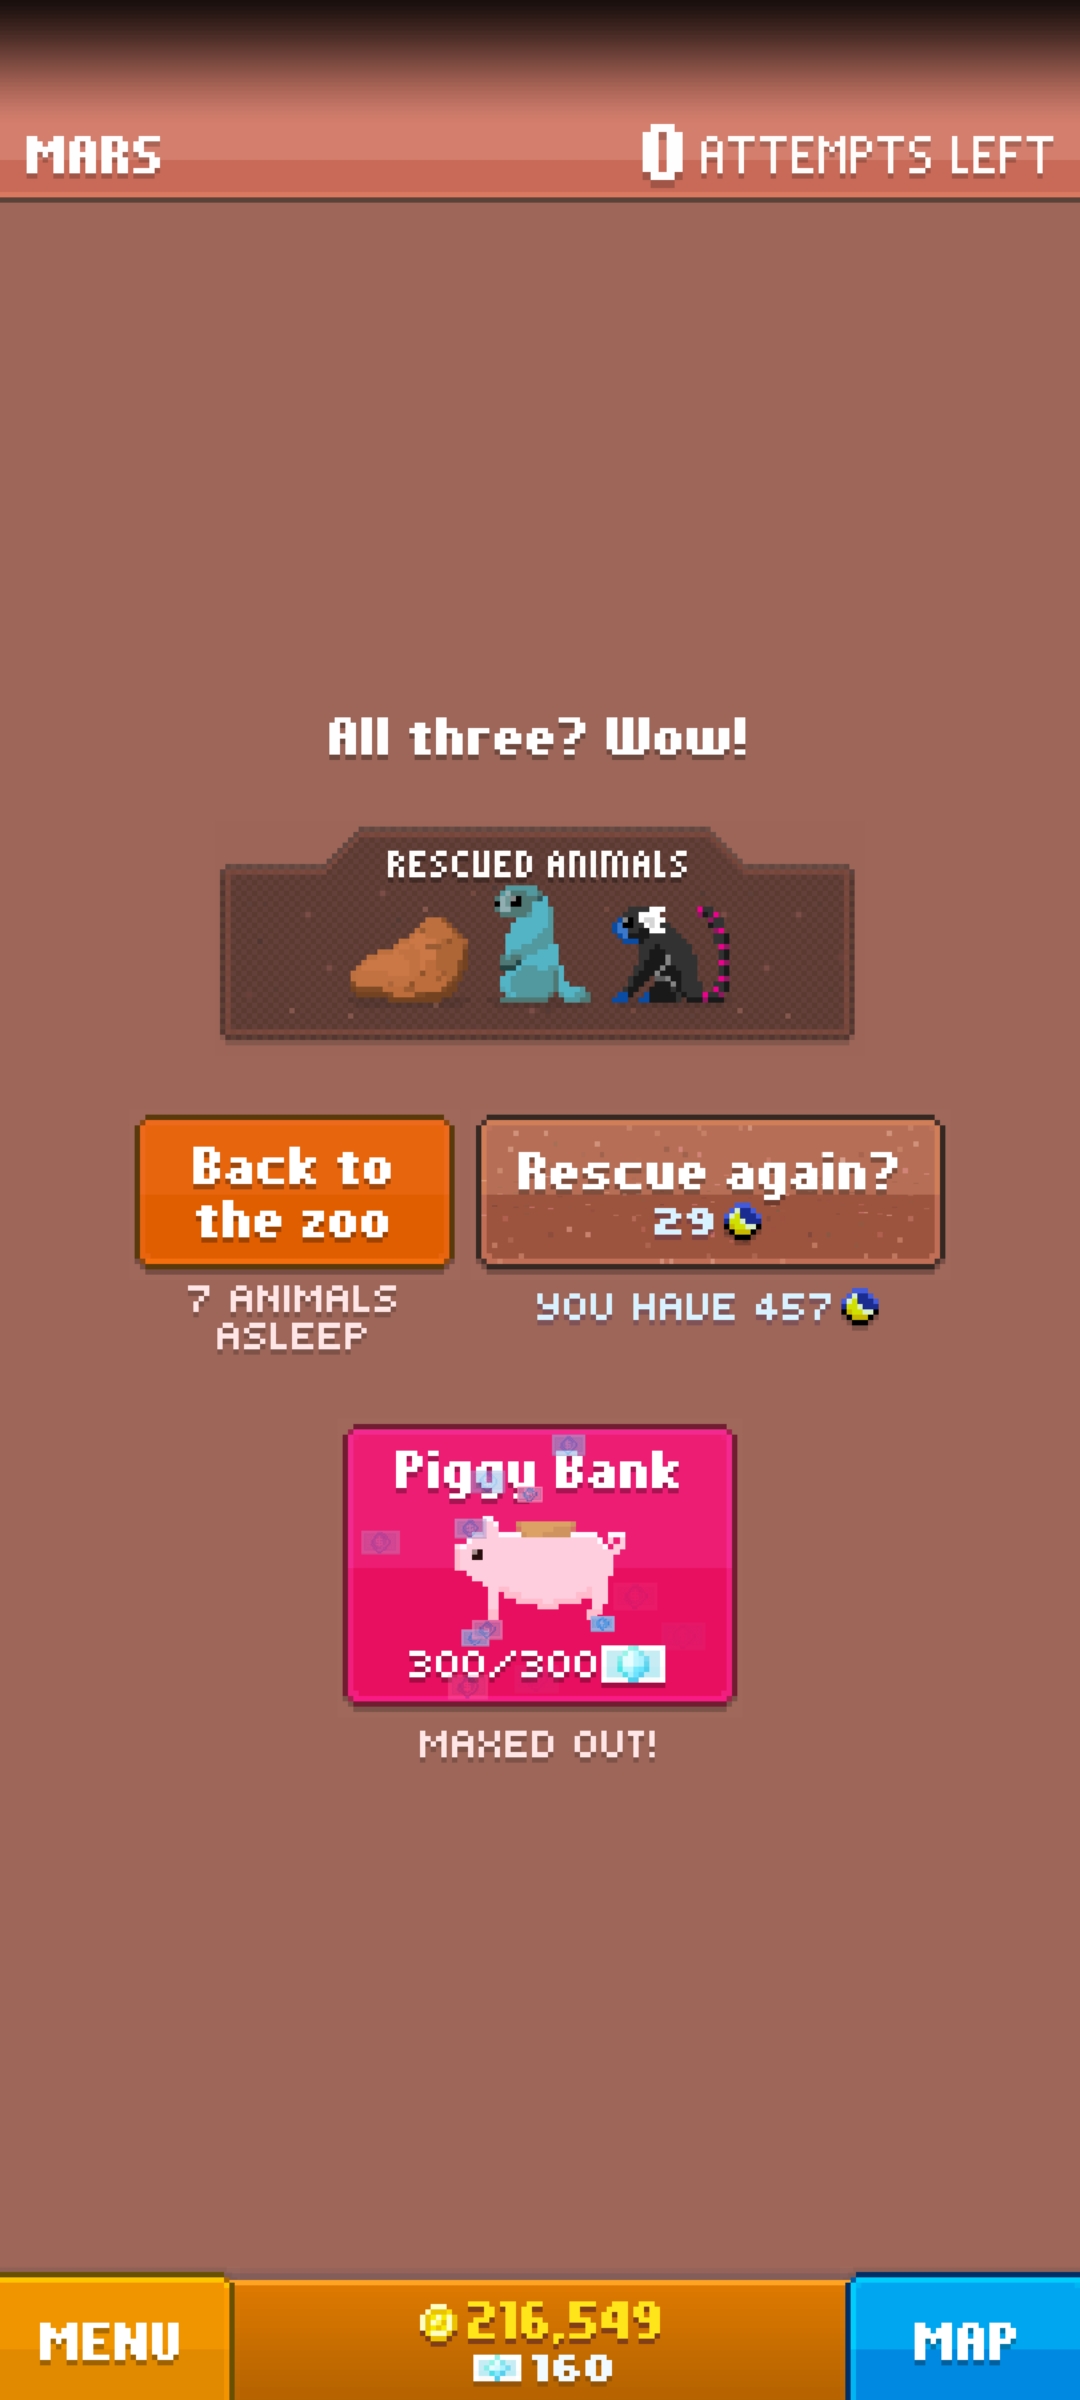 MARS
0 ATTEMPTS LEFT
All three? Wow!
RESCUED ANIMALS
Back to
the zoo
7 ANIMALS
ASLEEP
Rescue again?
29
YOU HAVE 457
Piggy Bank
300/300
MAXED OUT!
MENU
216,549
160
MAP